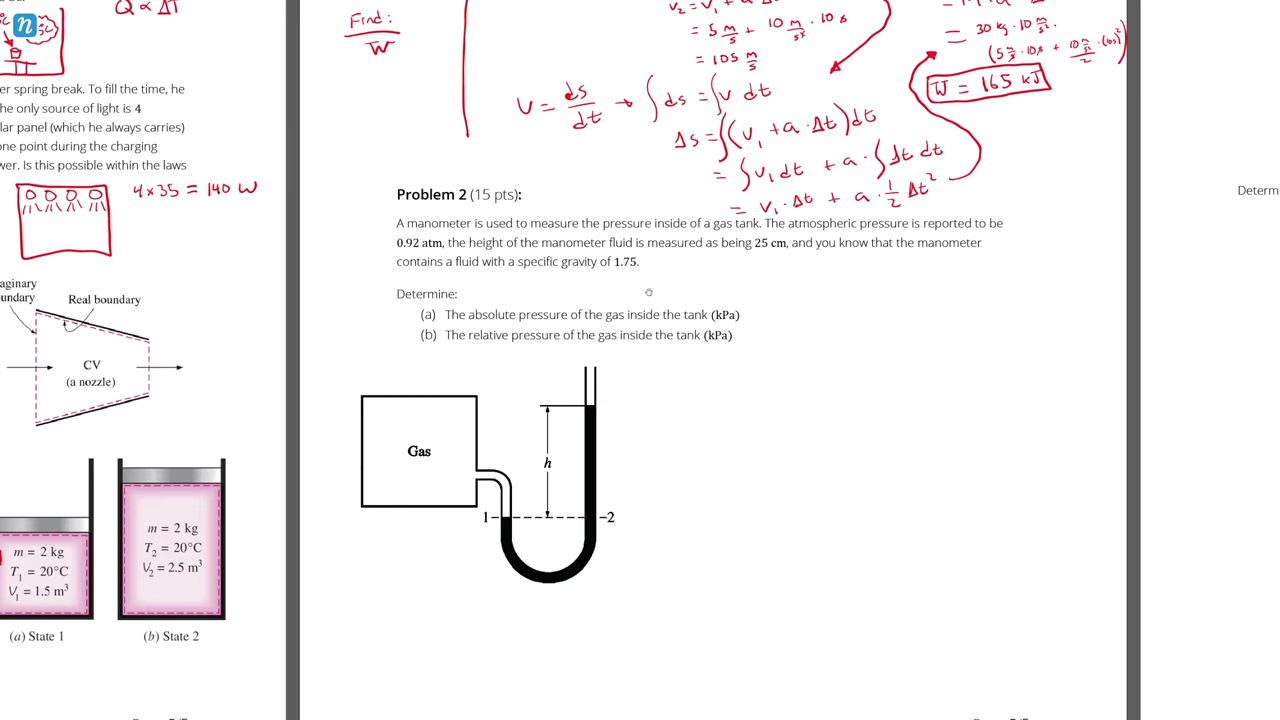 Q ∝ ΔT
n
er spring break. To fill the time, he
he only source of light is 4
lar panel (which he always carries)
one point during the charging
wer. Is this possible within the laws
4 x 35 = 140 W
aginary
undary
Real boundary
CV
(a nozzle)
m = 2 kg
T1 = 20°C
V1 = 1.5 m³
(a) State 1
m = 2 kg
T2 = 20°C
V2 = 2.5 m³
(b) State 2
Find:
W
= 5 m/s + 10 m/s² · 10 s
= 105 m/s
V = ds/dt → ∫ds = ∫v dt
Δs = ∫(v₁ + a · Δt)dt
= ∫v₁ dt + a · ∫Δt dt
= v₁ · Δt + a · 1/2 Δt²
= 30 kg · 10 m/s² ·
(5 m/s · 10s + 10 m/s²/2 · (10s)²)
W = 165 kJ
Problem 2 (15 pts):
A manometer is used to measure the pressure inside of a gas tank. The atmospheric pressure is reported to be
0.92 atm, the height of the manometer fluid is measured as being 25 cm, and you know that the manometer
contains a fluid with a specific gravity of 1.75.
Determine:
(a) The absolute pressure of the gas inside the tank (kPa)
(b) The relative pressure of the gas inside the tank (kPa)
Gas
h
1
2
Determ